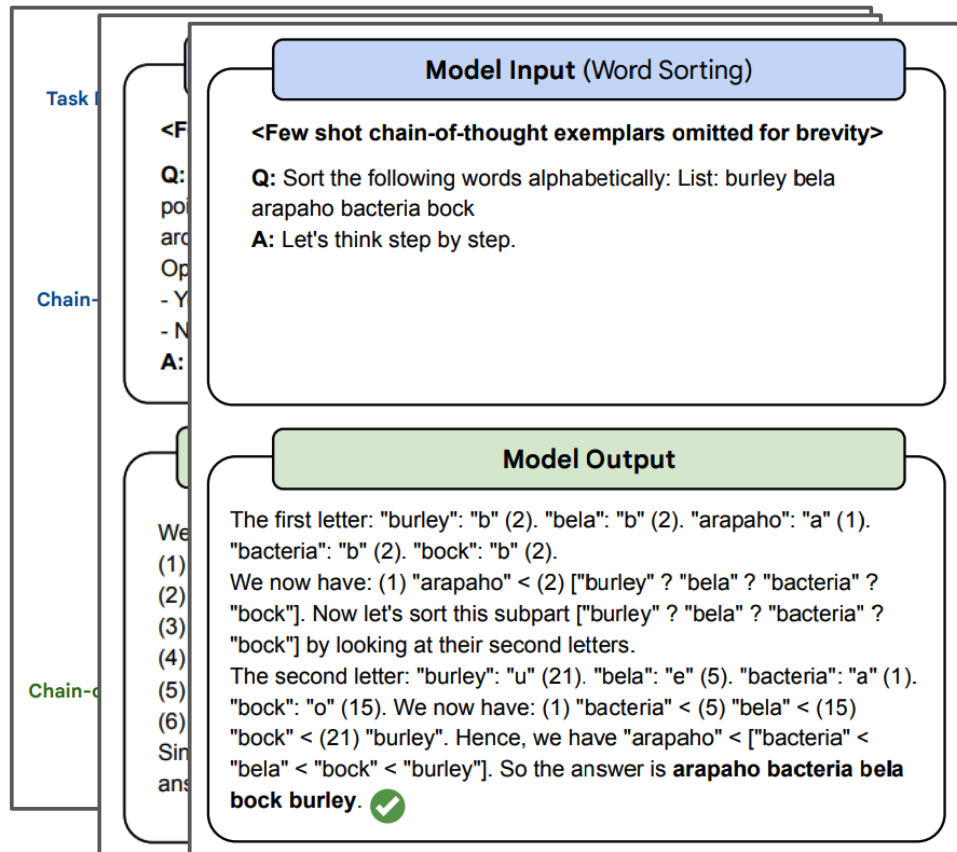 Task
Chain-
Chain-
<F
Q:
Op
- Y
- N
A:
We
(1)
(2)
(3)
(4)
(5)
(6)
Model Input (Word Sorting)
<Few shot chain-of-thought exemplars omitted for brevity>
Q: Sort the following words alphabetically: List: burley bela
arapaho bacteria bock
A: Let's think step by step.
Model Output
The first letter: "burley": "b" (2). "bela": "b" (2). "arapaho": "a" (1).
"bacteria": "b" (2). "bock": "b" (2).
We now have: (1) "arapaho" < (2) ["burley" ? "bela" ? "bacteria" ?
"bock"]. Now let's sort this subpart ["burley" ? "bela" ? "bacteria" ?
"bock"] by looking at their second letters.
The second letter: "burley": "u" (21). "bela": "e" (5). "bacteria": "a" (1).
"bock": "o" (15). We now have: (1) "bacteria" < (5) "bela" < (15)
"bock" < (21) "burley". Hence, we have "arapaho" < ["bacteria" <
"bela" < "bock" < "burley"]. So the answer is arapaho bacteria bela
bock burley.